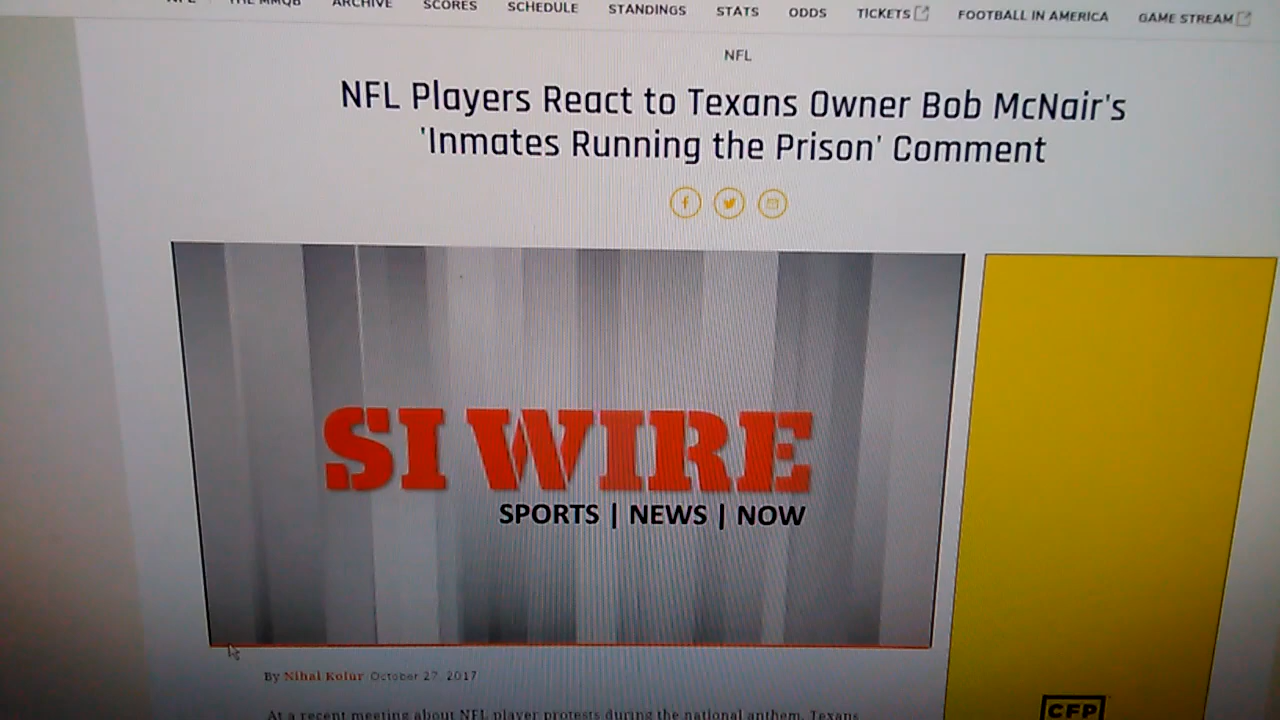 NFL THE MMQB ARCHIVE SCORES SCHEDULE STANDINGS STATS ODDS TICKETS FOOTBALL IN AMERICA GAME STREAM
NFL
NFL Players React to Texans Owner Bob McNair's
'Inmates Running the Prison' Comment
SI WIRE
SPORTS | NEWS | NOW
By Nihal Kolur October 27, 2017
At a recent meeting about NFL player protests during the national anthem, Texans
CFP